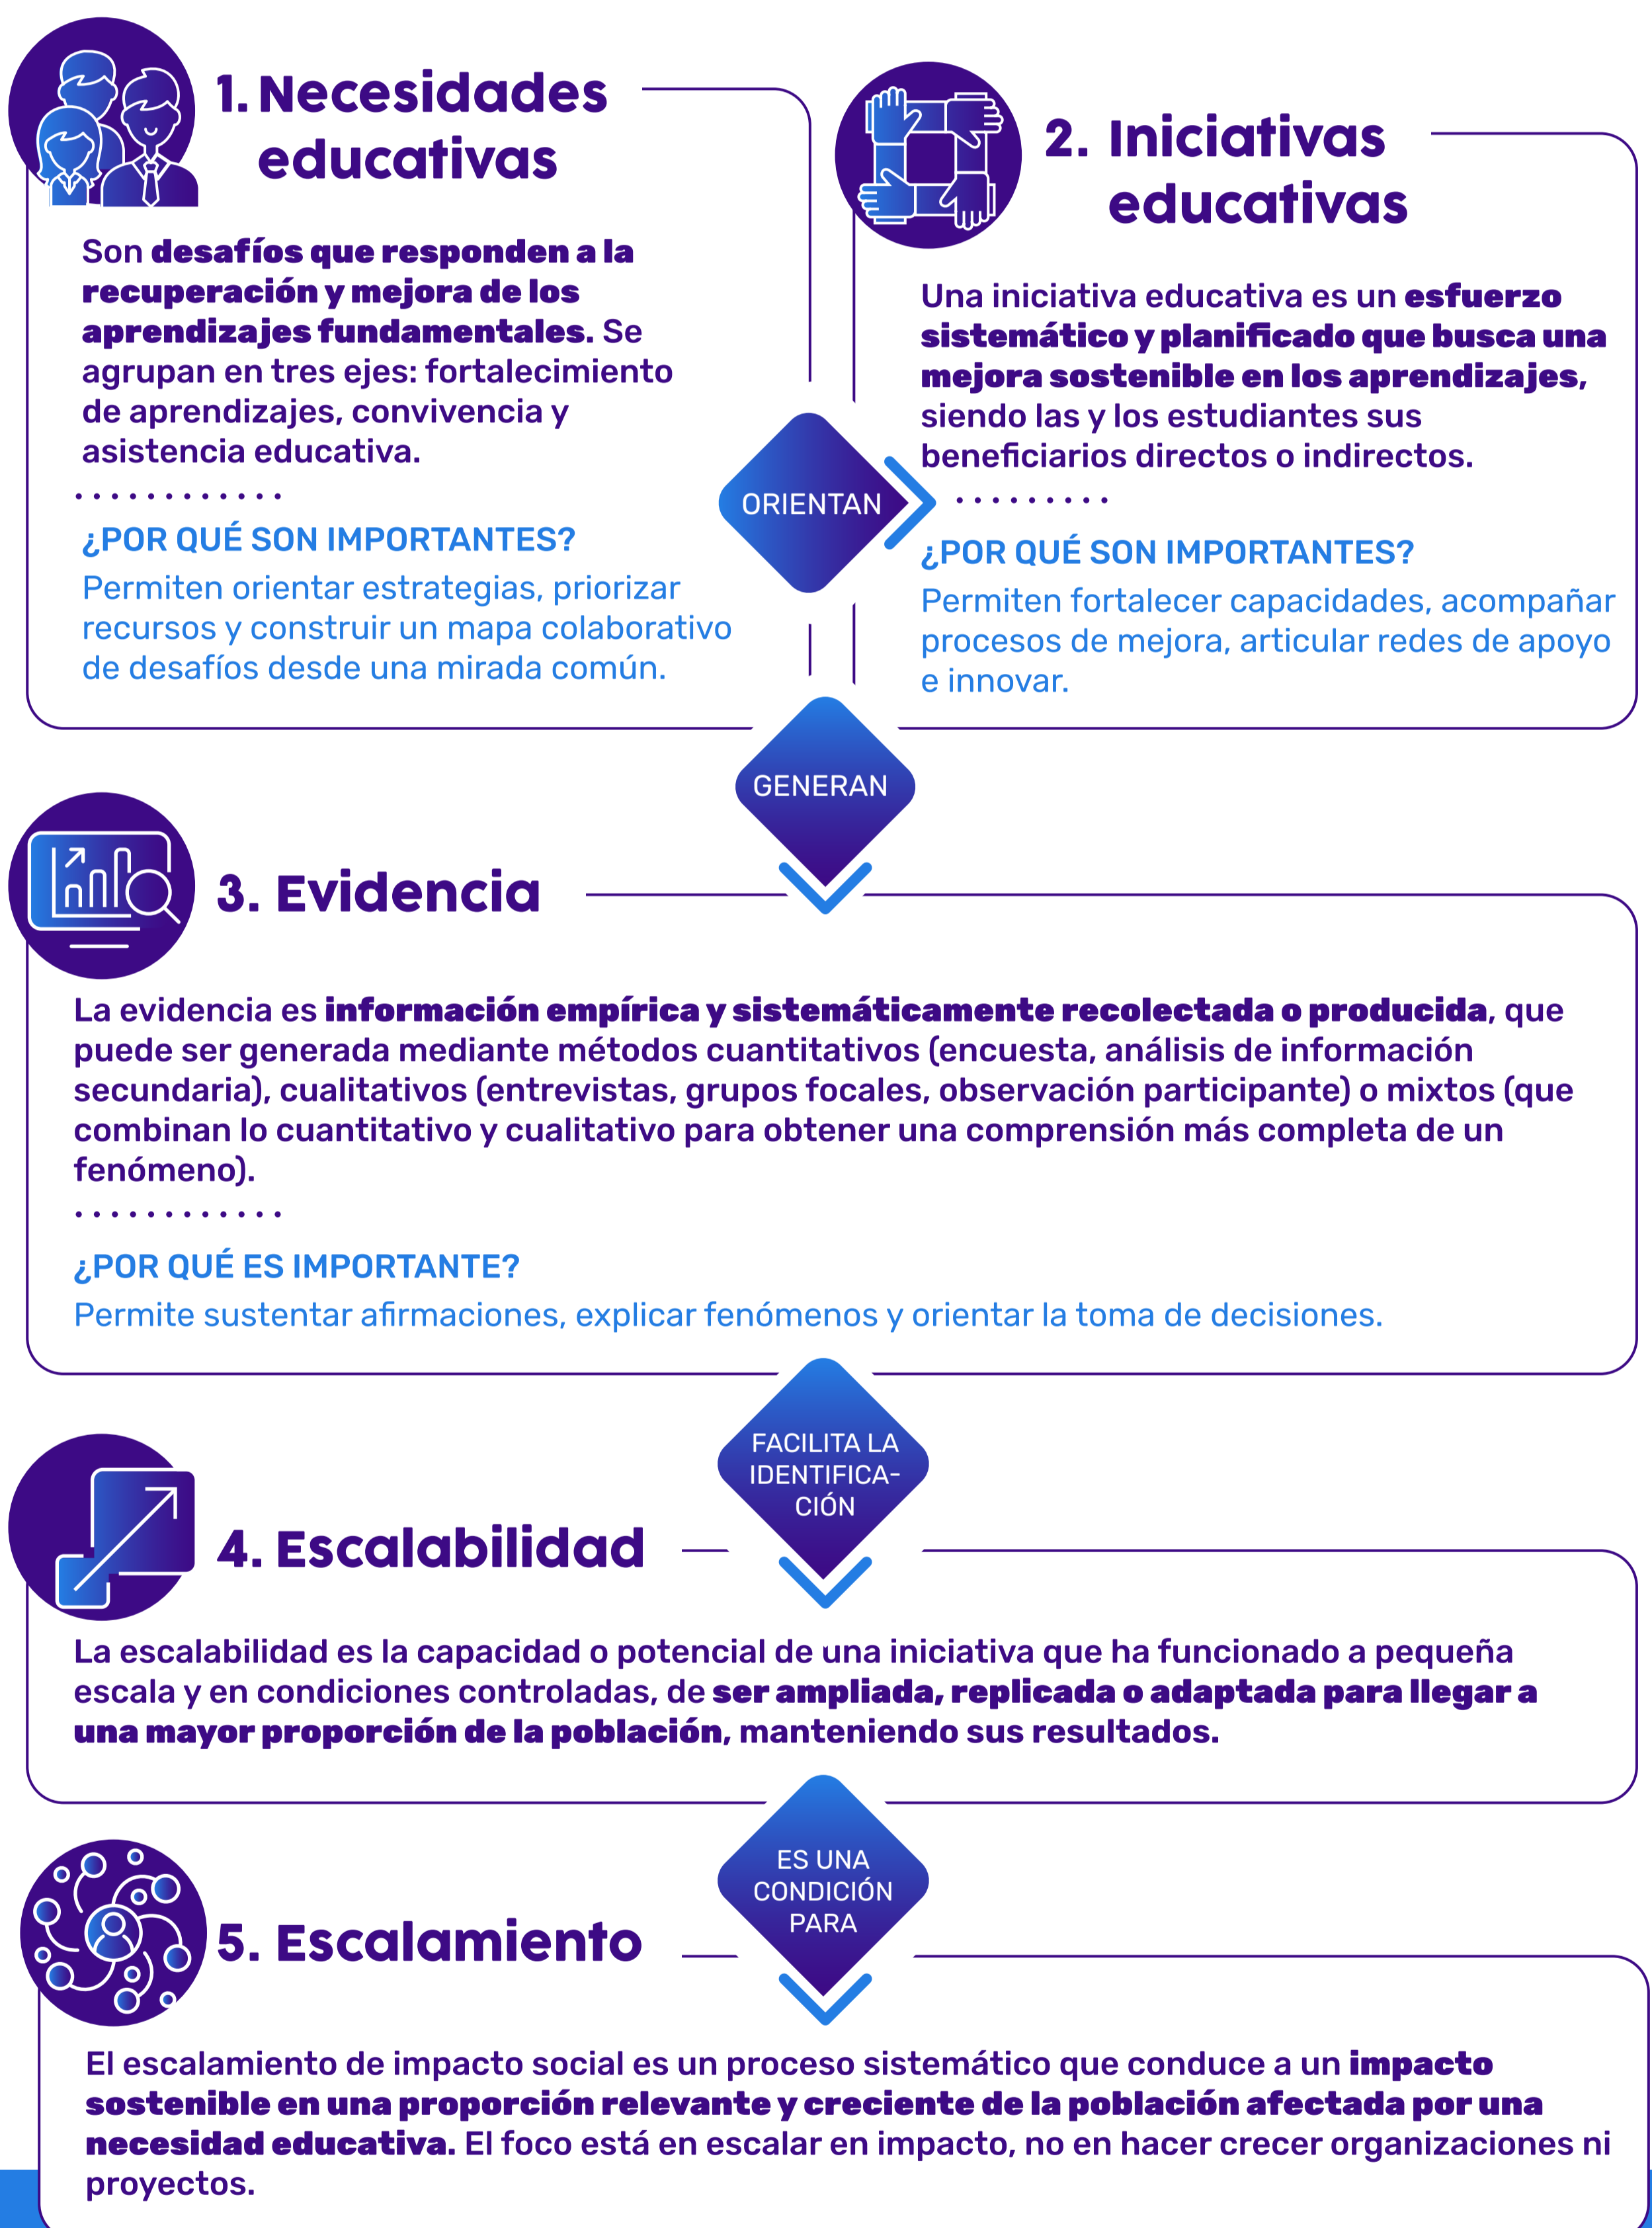 1. Necesidades
educativas
Son desafíos que responden a la
recuperación y mejora de los
aprendizajes fundamentales. Se
agrupan en tres ejes: fortalecimiento
de aprendizajes, convivencia y
asistencia educativa.
¿POR QUÉ SON IMPORTANTES?
Permiten orientar estrategias, priorizar
recursos y construir un mapa colaborativo
de desafíos desde una mirada común.
ORIENTAN
2. Iniciativas
educativas
Una iniciativa educativa es un esfuerzo
sistemático y planificado que busca una
mejora sostenible en los aprendizajes,
siendo las y los estudiantes sus
beneficiarios directos o indirectos.
¿POR QUÉ SON IMPORTANTES?
Permiten fortalecer capacidades, acompañar
procesos de mejora, articular redes de apoyo
e innovar.
GENERAN
3. Evidencia
La evidencia es información empírica y sistemáticamente recolectada o producida, que
puede ser generada mediante métodos cuantitativos (encuesta, análisis de información
secundaria), cualitativos (entrevistas, grupos focales, observación participante) o mixtos (que
combinan lo cuantitativo y cualitativo para obtener una comprensión más completa de un
fenómeno).
¿POR QUÉ ES IMPORTANTE?
Permite sustentar afirmaciones, explicar fenómenos y orientar la toma de decisiones.
FACILITA LA
IDENTIFICA-
CIÓN
4. Escalabilidad
La escalabilidad es la capacidad o potencial de una iniciativa que ha funcionado a pequeña
escala y en condiciones controladas, de ser ampliada, replicada o adaptada para llegar a
una mayor proporción de la población, manteniendo sus resultados.
ES UNA
CONDICIÓN
PARA
5. Escalamiento
El escalamiento de impacto social es un proceso sistemático que conduce a un impacto
sostenible en una proporción relevante y creciente de la población afectada por una
necesidad educativa. El foco está en escalar en impacto, no en hacer crecer organizaciones ni
proyectos.